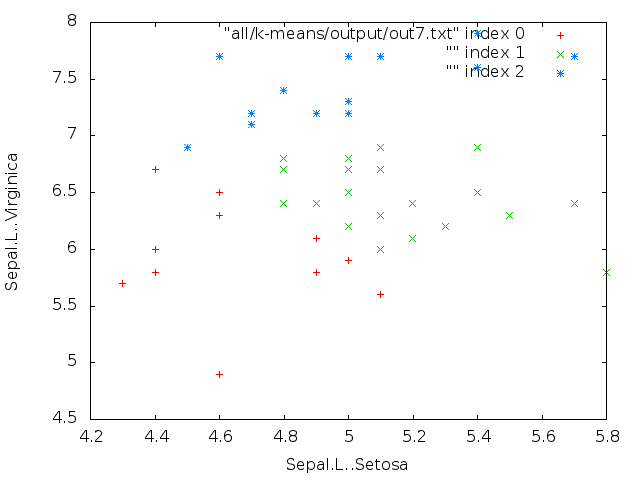 8
7.5
7
6.5
6
5.5
5
4.5
4.2 4.4 4.6 4.8 5 5.2 5.4 5.6 5.8
Sepal.L..Virginica
Sepal.L..Setosa
"all/k-means/output/out7.txt" index 0
"" index 1
"" index 2